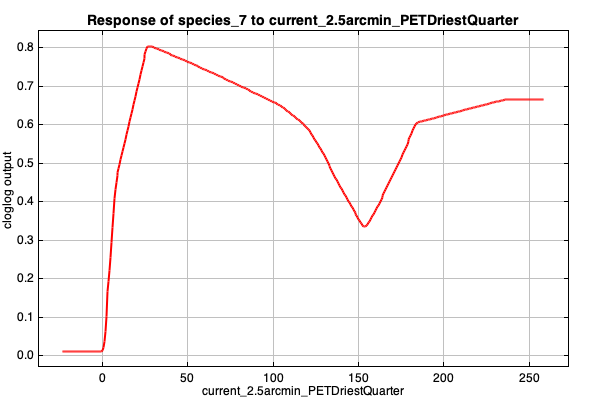 Response of species_7 to current_2.5arcmin_PETDriestQuarter
cloglog output
0.8
0.7
0.6
0.5
0.4
0.3
0.2
0.1
0.0
0 50 100 150 200 250
current_2.5arcmin_PETDriestQuarter